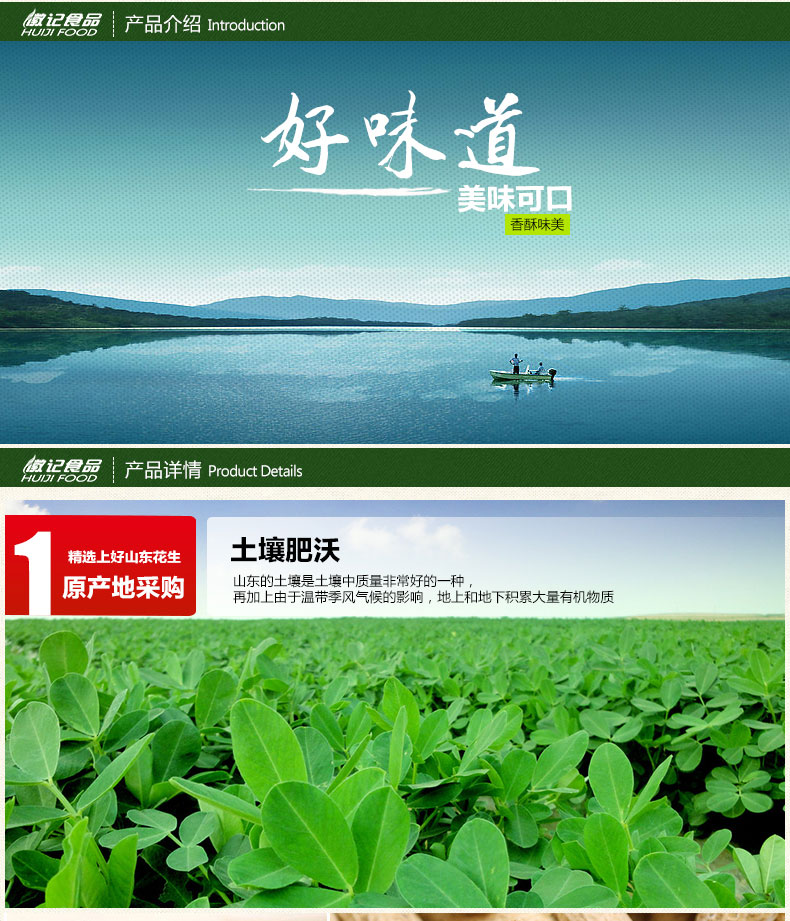 徽记食品
HUIJI FOOD
产品介绍 Introduction
好味道
美味可口
香酥味美
徽记食品
HUIJI FOOD
产品详情 Product Details
1
精选上好山东花生
原产地采购
土壤肥沃
山东的土壤是土壤中质量非常好的一种，
再加上由于温带季风气候的影响，地上和地下积累大量有机物质